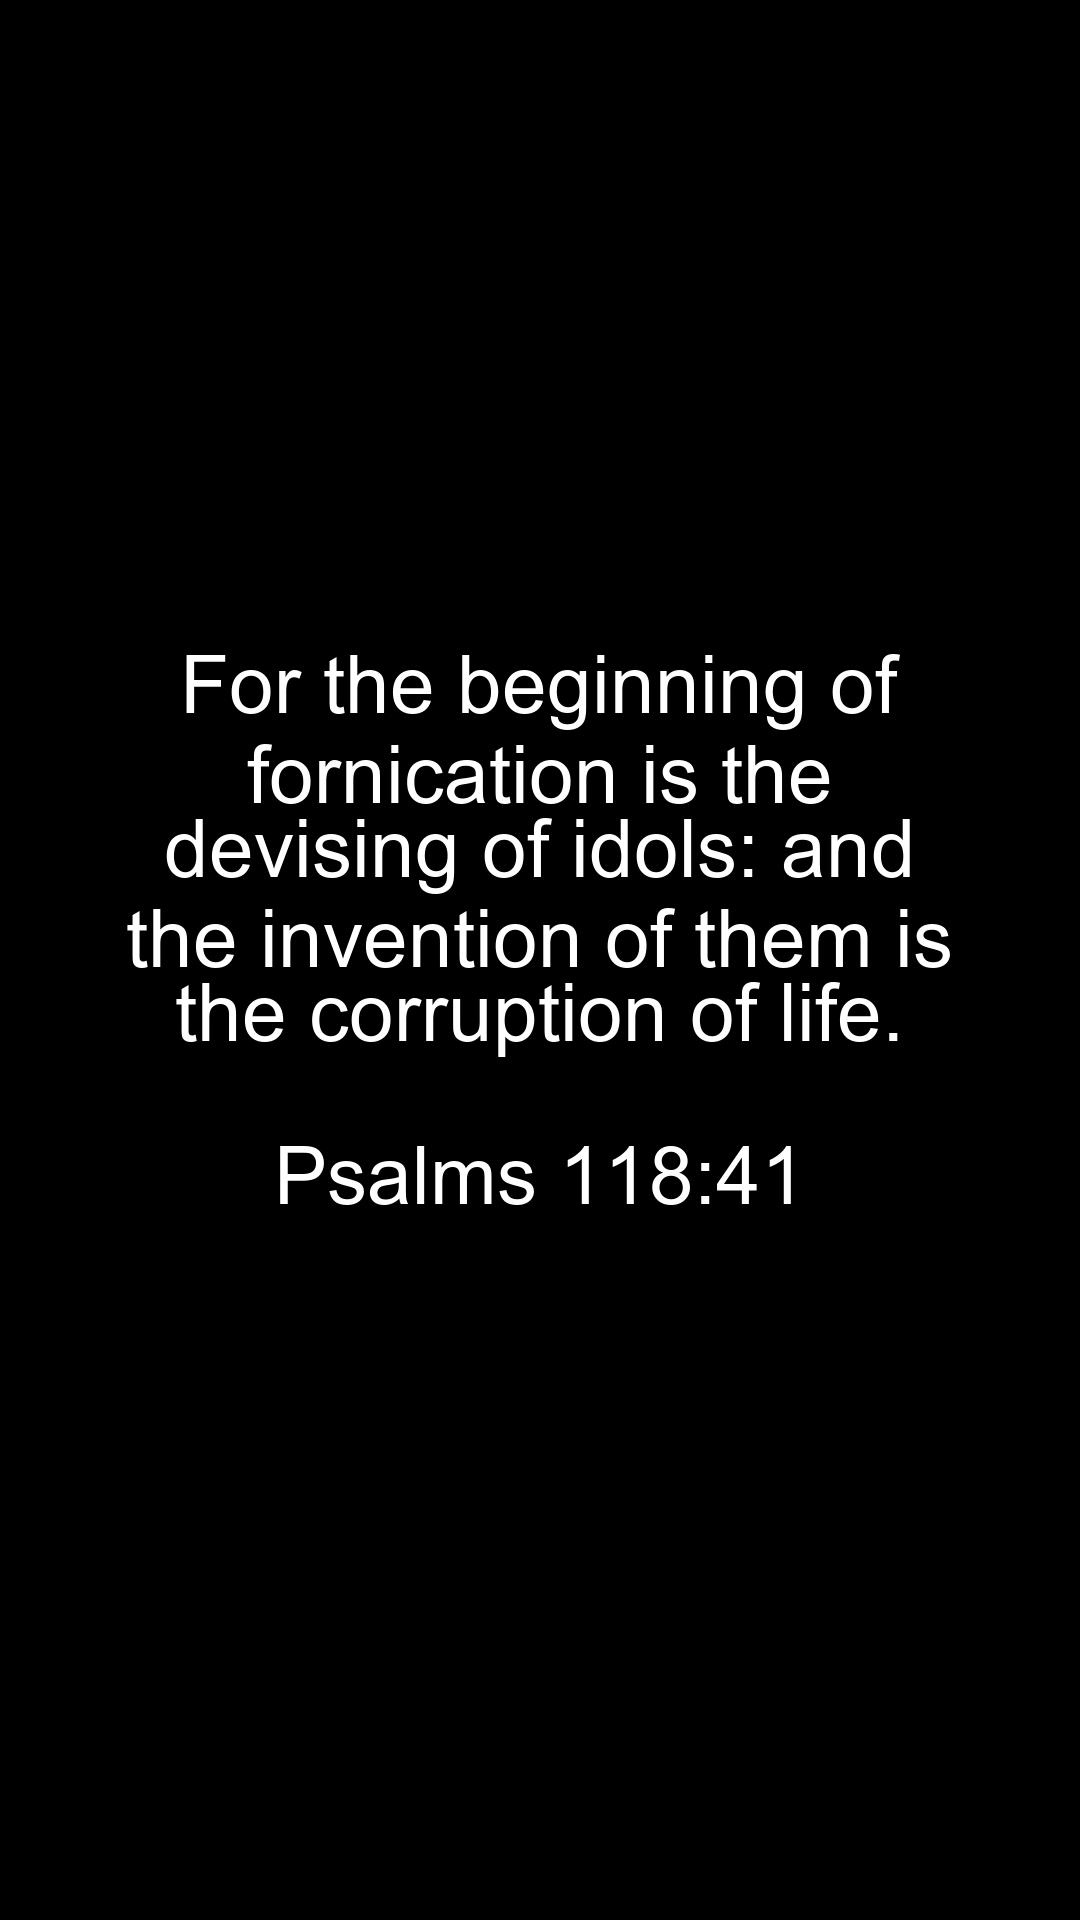 For the beginning of
fornication is the
devising of idols: and
the invention of them is
the corruption of life.
Psalms 118:41